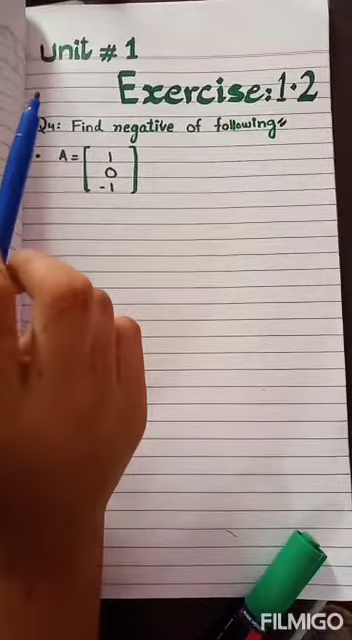 Unit # 1
Exercise:1.2
Q4: Find negative of following
• A = [ 1
0
-1 ]
FILMIGO